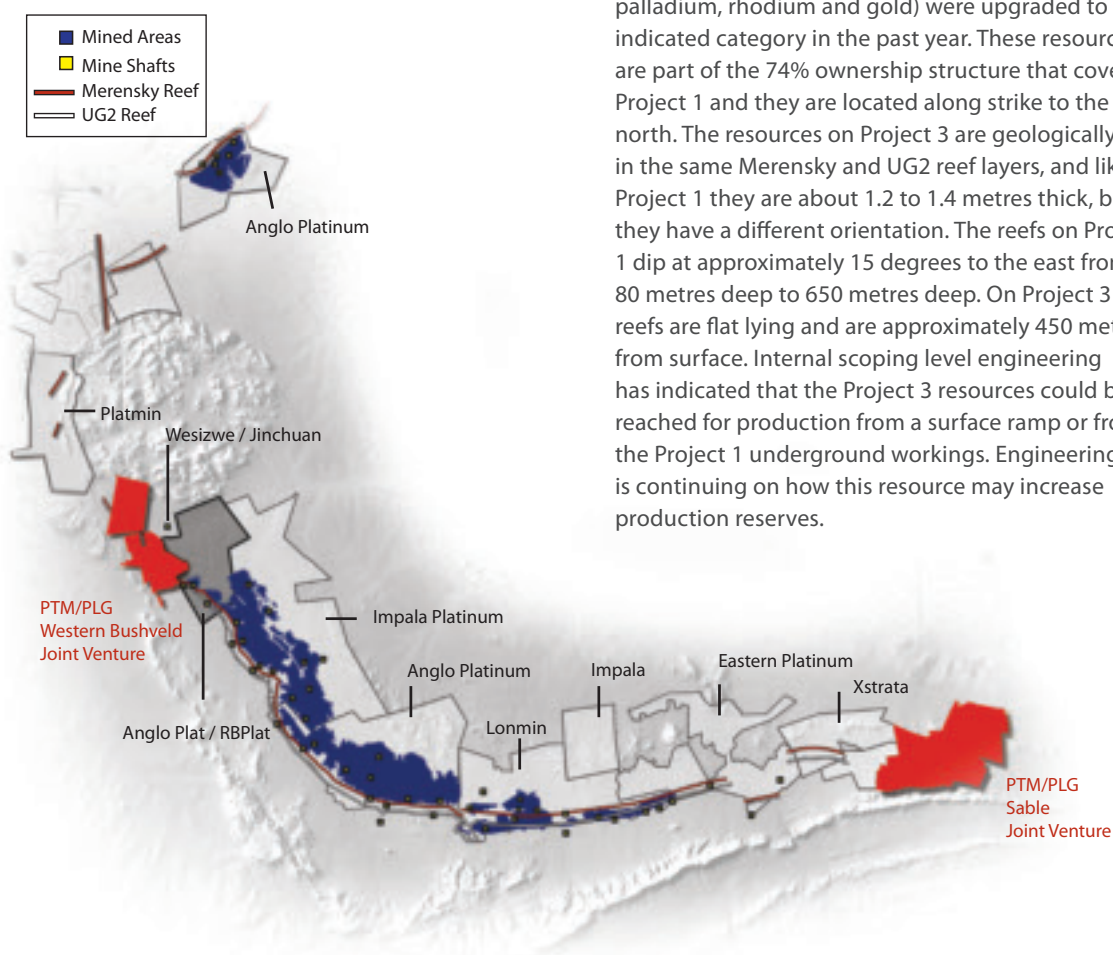 Mined Areas
Mine Shafts
Merensky Reef
UG2 Reef
palladium, rhodium and gold) were upgraded to
indicated category in the past year. These resourc
are part of the 74% ownership structure that cove
Project 1 and they are located along strike to the
north. The resources on Project 3 are geologically
in the same Merensky and UG2 reef layers, and lik
Project 1 they are about 1.2 to 1.4 metres thick, b
they have a different orientation. The reefs on Pro
1 dip at approximately 15 degrees to the east fro
80 metres deep to 650 metres deep. On Project 3
reefs are flat lying and are approximately 450 met
from surface. Internal scoping level engineering
has indicated that the Project 3 resources could b
reached for production from a surface ramp or fro
the Project 1 underground workings. Engineering
is continuing on how this resource may increase
production reserves.
Anglo Platinum
Platmin
Wesizwe / Jinchuan
PTM/PLG
Western Bushveld
Joint Venture
Anglo Plat / RBPlat
Impala Platinum
Anglo Platinum
Lonmin
Impala
Eastern Platinum
Xstrata
PTM/PLG
Sable
Joint Venture